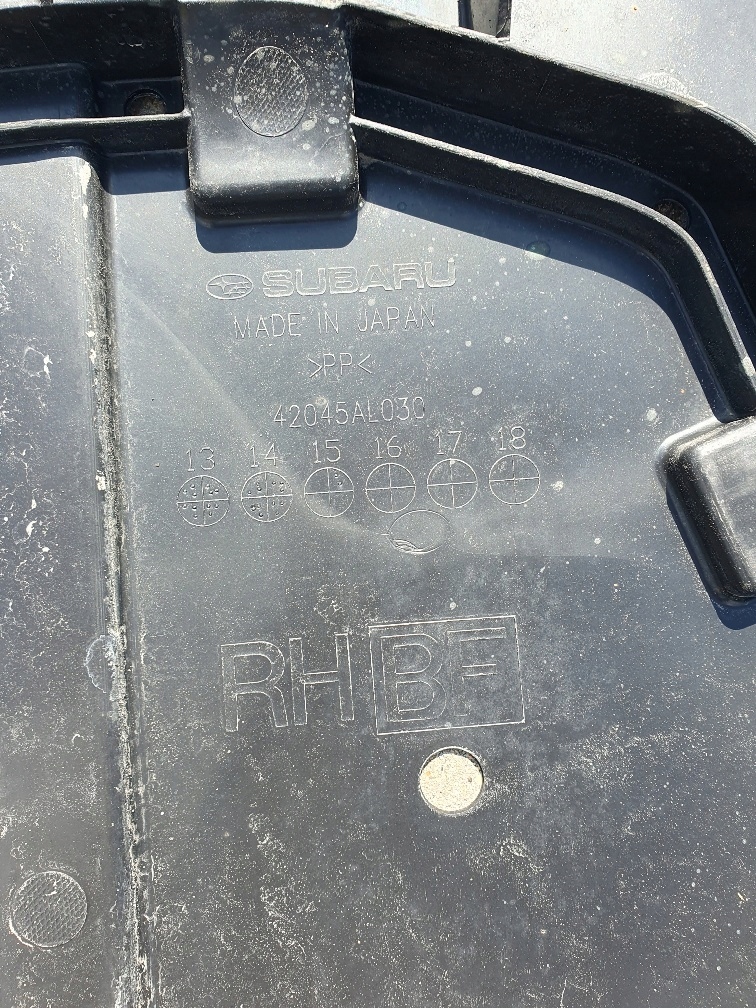 SUBARU
MADE IN JAPAN
>PP<
42045AL030
13 14 15 16 17 18
RH BF